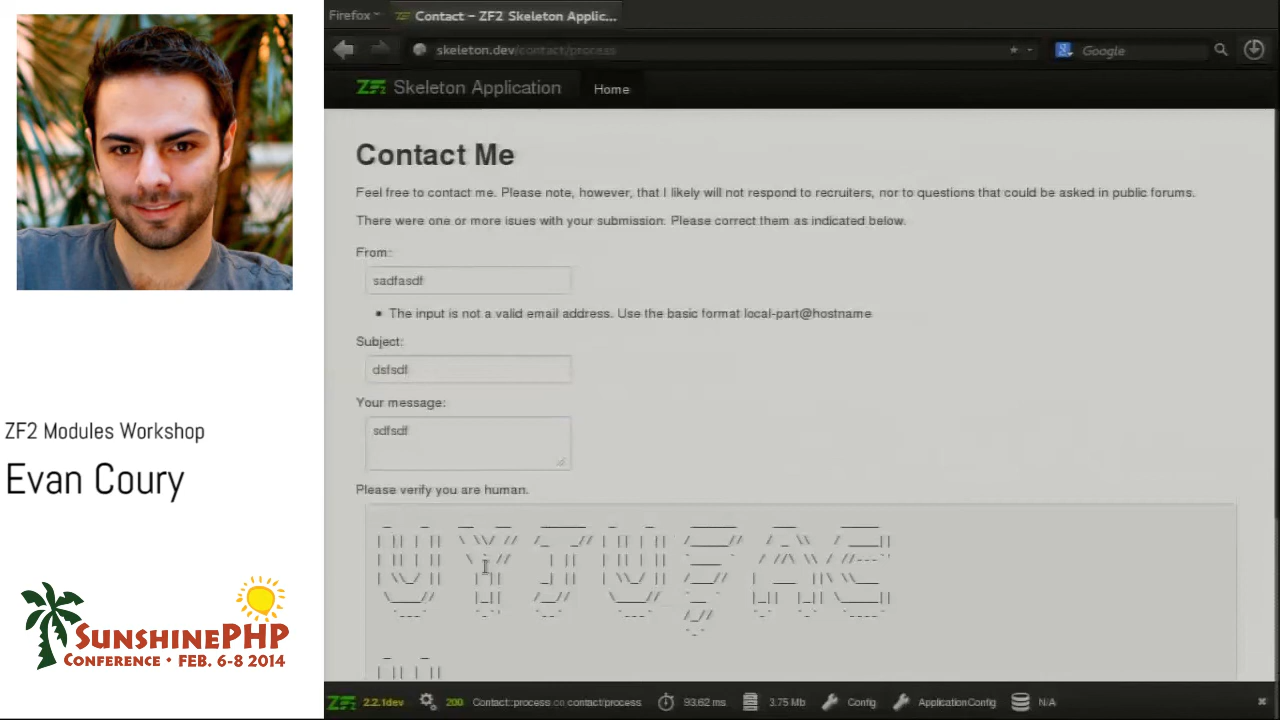 Firefox
Contact – ZF2 Skeleton Applic...
skeleton.dev/contact/process
Google
ZF2 Skeleton Application
Home
Contact Me
Feel free to contact me. Please note, however, that I likely will not respond to recruiters, nor to questions that could be asked in public forums.
There were one or more isues with your submission. Please correct them as indicated below.
From:
sadfasdf
The input is not a valid email address. Use the basic format local-part@hostname
Subject:
dsfsdf
Your message:
sdfsdf
Please verify you are human.
ZF2 Modules Workshop
Evan Coury
SunshinePHP
Conference • Feb. 6-8 2014
ZF2 2.2.1dev
200
Contact::process on contact/process
93.62 ms
3.75 Mb
Config
ApplicationConfig
N/A